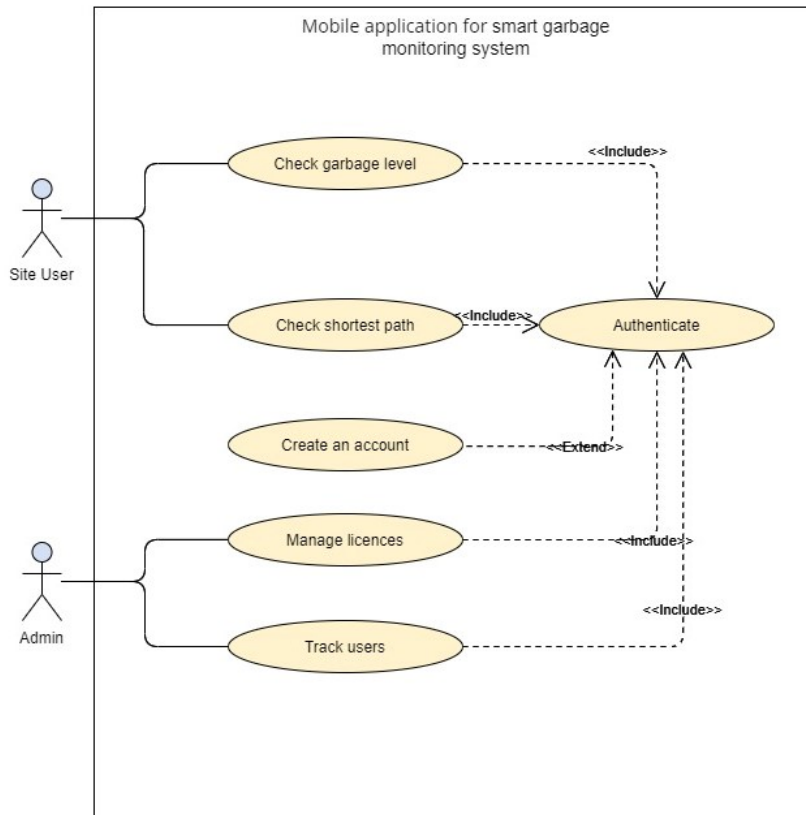 Mobile application for smart garbage
monitoring system
<<Include>>
Check garbage level
Site User
<<Include>>
Check shortest path
Authenticate
Create an account
<<Extend>>
Manage licences
<<Include>>
Admin
<<Include>>
Track users